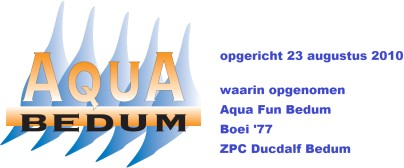 AQUA
BEDUM
opgericht 23 augustus 2010
waarin opgenomen
Aqua Fun Bedum
Boei '77
ZPC Ducdalf Bedum